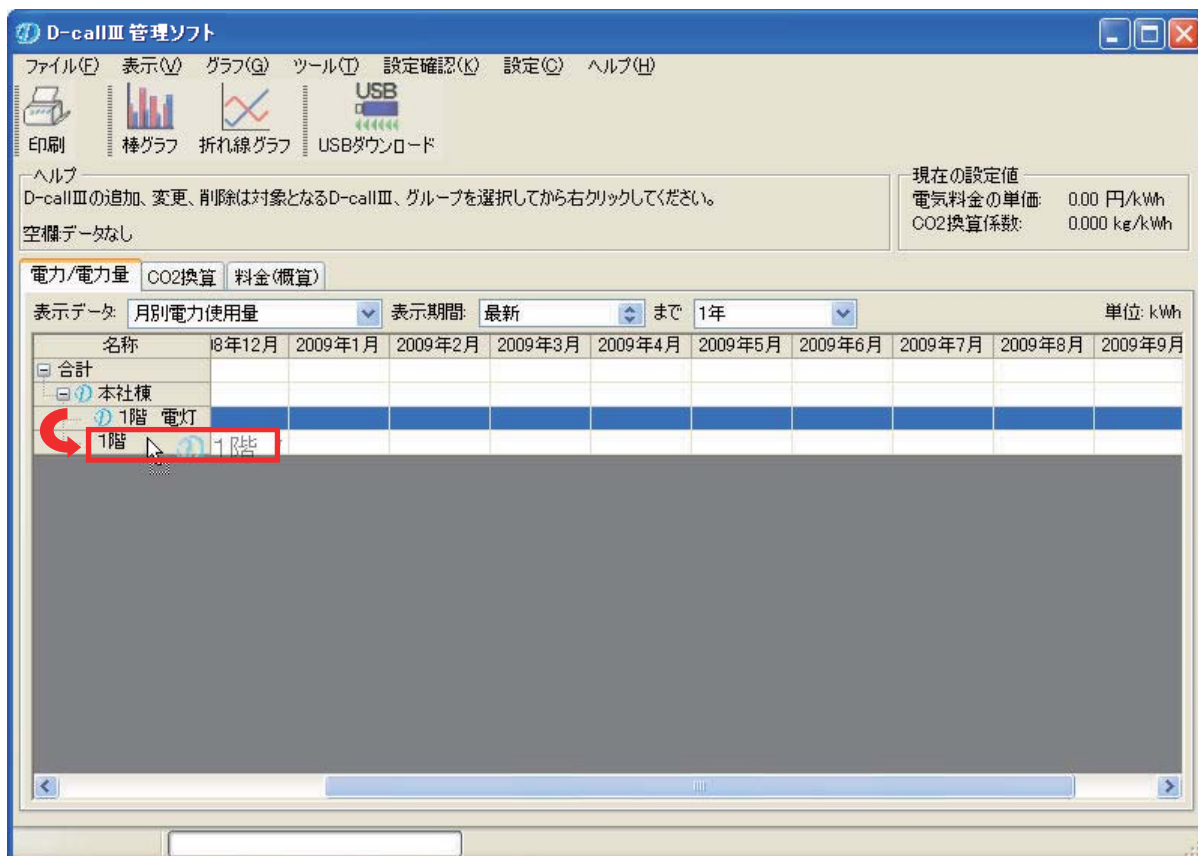 D-callⅢ 管理ソフト
ファイル(F) 表示(V) グラフ(G) ツール(T) 設定確認(K) 設定(C) ヘルプ(H)
USB
印刷 棒グラフ 折れ線グラフ USBダウンロード
ヘルプ
D-callⅢの追加、変更、削除は対象となるD-callⅢ、グループを選択してから右クリックしてください。
空欄:データなし
現在の設定値
電気料金の単価: 0.00 円/kWh
CO2換算係数: 0.000 kg/kWh
電力/電力量 CO2換算 料金(概算)
表示データ: 月別電力使用量 表示期間: 最新 まで 1年 単位: kWh
名称 8年12月 2009年1月 2009年2月 2009年3月 2009年4月 2009年5月 2009年6月 2009年7月 2009年8月 2009年9月
合計
本社棟
1階 電灯
1階 1階